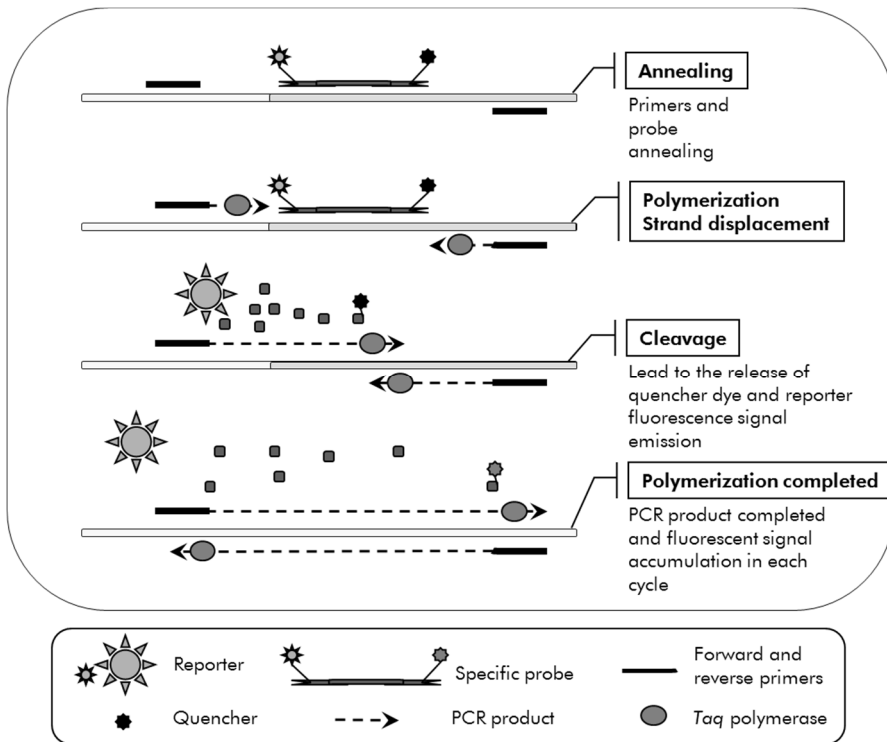 Annealing
Primers and
probe
annealing
Polymerization
Strand displacement
Cleavage
Lead to the release of
quencher dye and reporter
fluorescence signal
emission
Polymerization completed
PCR product completed
and fluorescent signal
accumulation in each
cycle
Reporter
Specific probe
Forward and
reverse primers
Quencher
PCR product
Taq polymerase